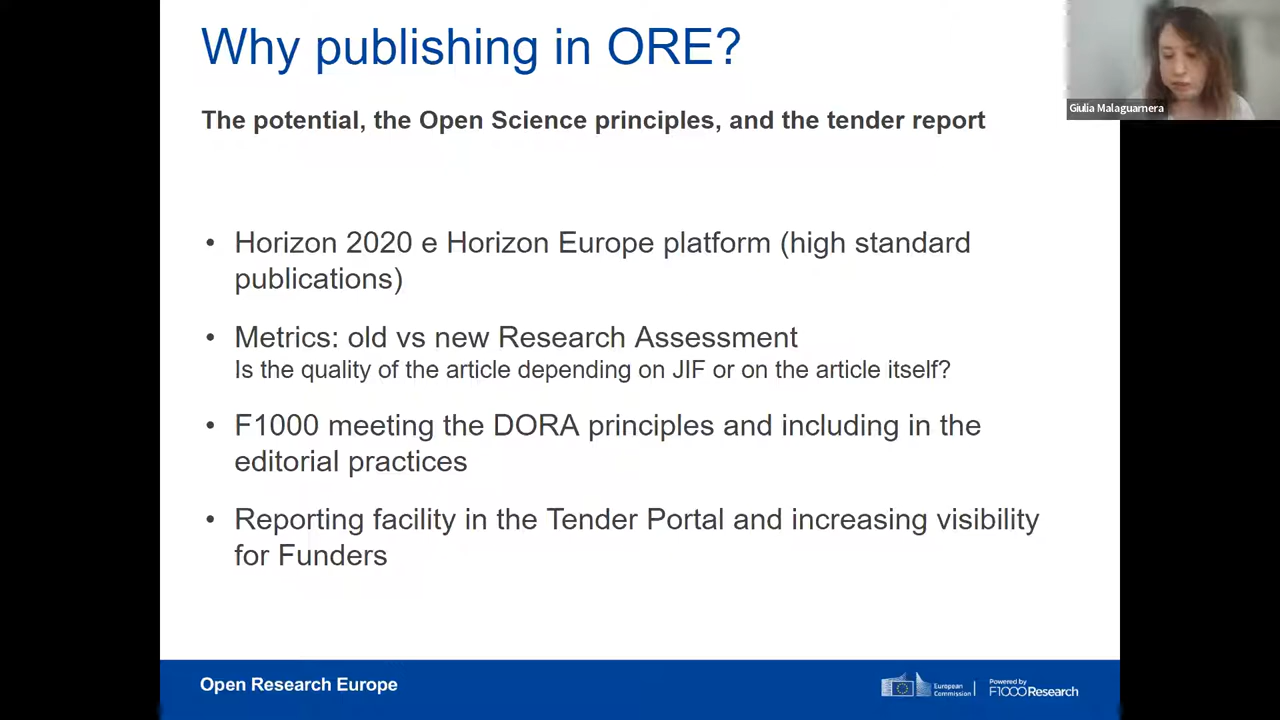 Why publishing in ORE?
The potential, the Open Science principles, and the tender report
• Horizon 2020 e Horizon Europe platform (high standard
publications)
• Metrics: old vs new Research Assessment
Is the quality of the article depending on JIF or on the article itself?
• F1000 meeting the DORA principles and including in the
editorial practices
• Reporting facility in the Tender Portal and increasing visibility
for Funders
Giulia Malaguarnera
Open Research Europe
European
Commission
Powered by
F1000Research